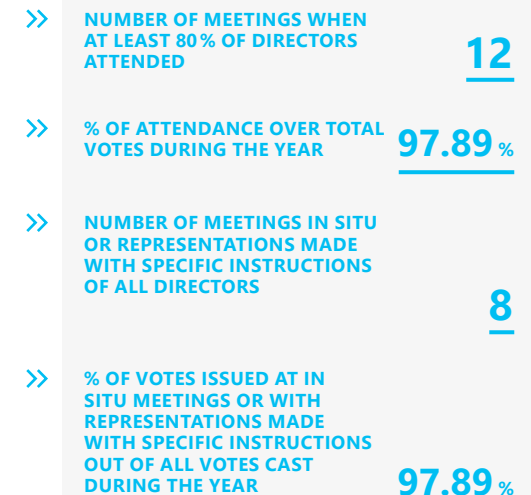 NUMBER OF MEETINGS WHEN
AT LEAST 80% OF DIRECTORS
ATTENDED
12
% OF ATTENDANCE OVER TOTAL
VOTES DURING THE YEAR
97.89 %
NUMBER OF MEETINGS IN SITU
OR REPRESENTATIONS MADE
WITH SPECIFIC INSTRUCTIONS
OF ALL DIRECTORS
8
% OF VOTES ISSUED AT IN
SITU MEETINGS OR WITH
REPRESENTATIONS MADE
WITH SPECIFIC INSTRUCTIONS
OUT OF ALL VOTES CAST
DURING THE YEAR
97.89 %